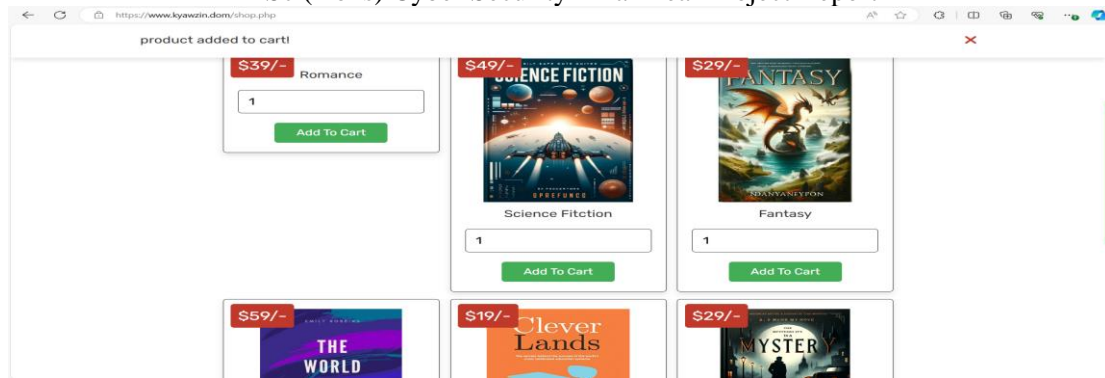 https://www.kyawzin.dom/shop.php
product added to cart!
$39/-
Romance
1
Add To Cart
$49/-
SCIENCE FICTION
Science Fitction
1
Add To Cart
$29/-
FANTASY
NDANYANEYPON
Fantasy
1
Add To Cart
$59/-
THE
WORLD
$19/-
Clever
Lands
$29/-
MYSTERY